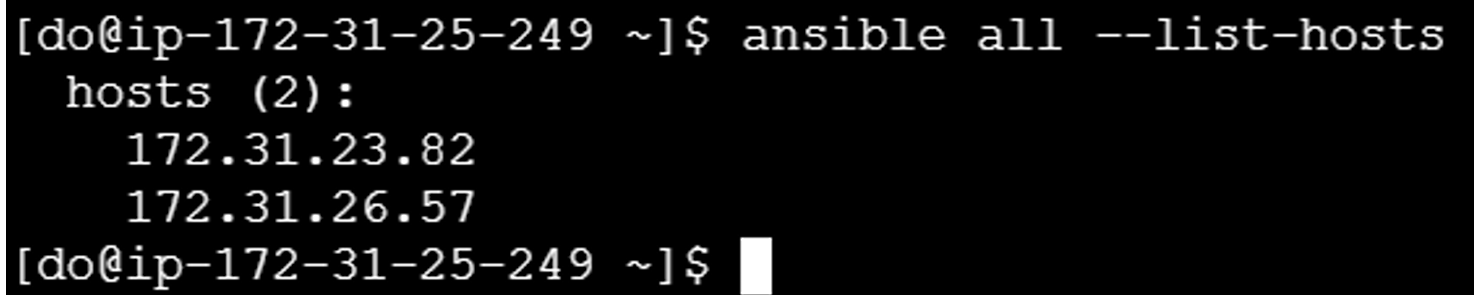 [do@ip-172-31-25-249 ~]$ ansible all --list-hosts
  hosts (2):
    172.31.23.82
    172.31.26.57
[do@ip-172-31-25-249 ~]$